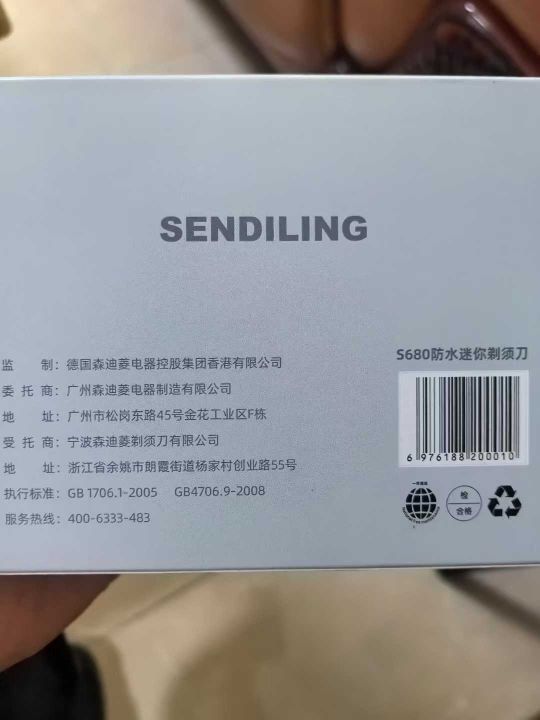 SENDILING
监 制：德国森迪菱电器控股集团香港有限公司
委 托 商：广州森迪菱电器制造有限公司
地 址：广州市松岗东路45号金花工业区F栋
受 托 商：宁波森迪菱剃须刀有限公司
地 址：浙江省余姚市朗霞街道杨家村创业路55号
执行标准：GB 1706.1-2005 GB4706.9-2008
服务热线：400-6333-483
S680防水迷你剃须刀
6 976188 200010
检
合格